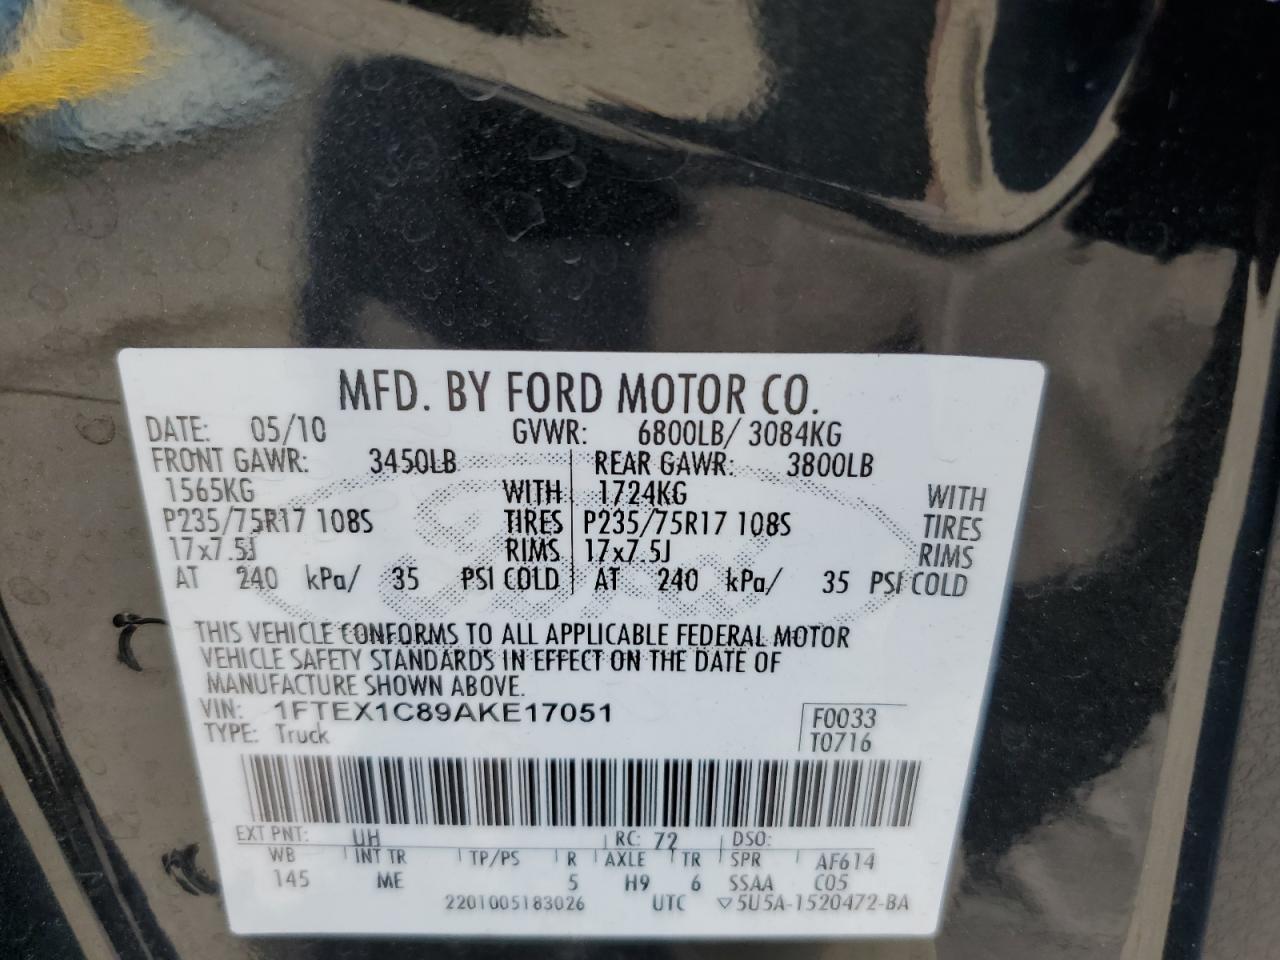 MFD. BY FORD MOTOR CO.
DATE: 05/10 GVWR: 6800LB/ 3084KG
FRONT GAWR: 3450LB REAR GAWR: 3800LB
1565KG WITH 1724KG WITH
P235/75R17 108S TIRES P235/75R17 108S TIRES
17x7.5J RIMS 17x7.5J RIMS
AT 240 kPa/ 35 PSI COLD AT 240 kPa/ 35 PSI COLD
THIS VEHICLE CONFORMS TO ALL APPLICABLE FEDERAL MOTOR
VEHICLE SAFETY STANDARDS IN EFFECT ON THE DATE OF
MANUFACTURE SHOWN ABOVE.
VIN: 1FTEX1C89AKE17051 F0033
TYPE: Truck T0716
EXT PNT: UH RC: 72 DSO:
WB INT TR TP/PS R AXLE TR SPR AF614
145 ME 5 H9 6 SSAA C05
2201005183026 UTC ▽5U5A-1520472-BA